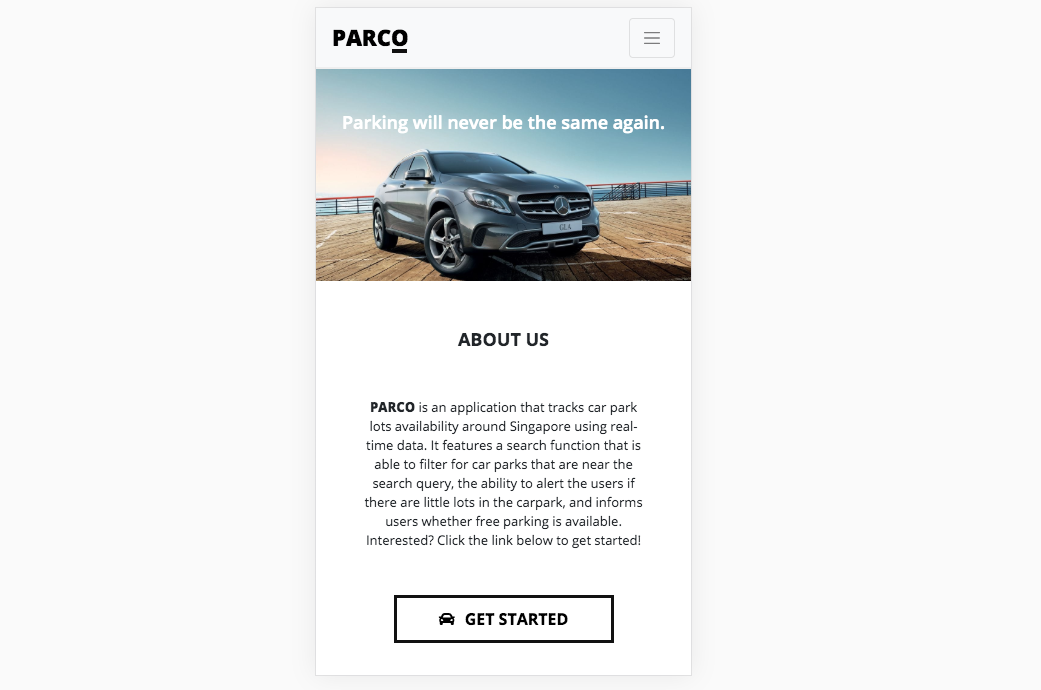 PARCO
Parking will never be the same again.
GLA
ABOUT US
PARCO is an application that tracks car park
lots availability around Singapore using real-
time data. It features a search function that is
able to filter for car parks that are near the
search query, the ability to alert the users if
there are little lots in the carpark, and informs
users whether free parking is available.
Interested? Click the link below to get started!
GET STARTED